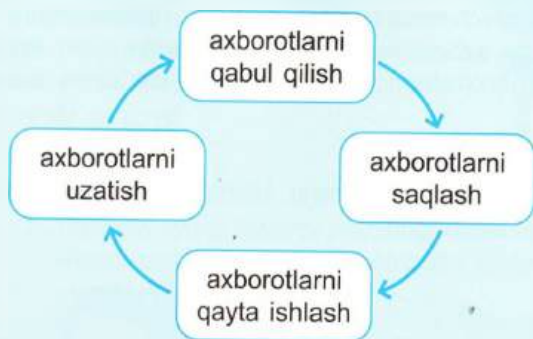 axborotlarni
qabul qilish
axborotlarni
saqlash
axborotlarni
qayta ishlash
axborotlarni
uzatish